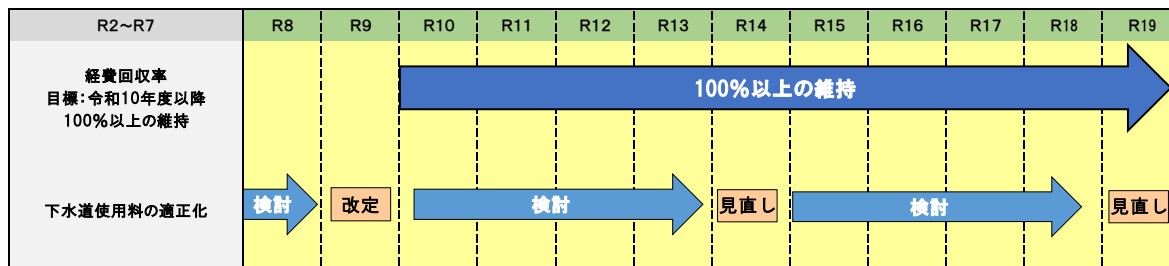 R2～R7 R8 R9 R10 R11 R12 R13 R14 R15 R16 R17 R18 R19
経費回収率
目標：令和10年度以降
100％以上の維持
100％以上の維持
下水道使用料の適正化 検討 改定 検討 見直し 検討 見直し